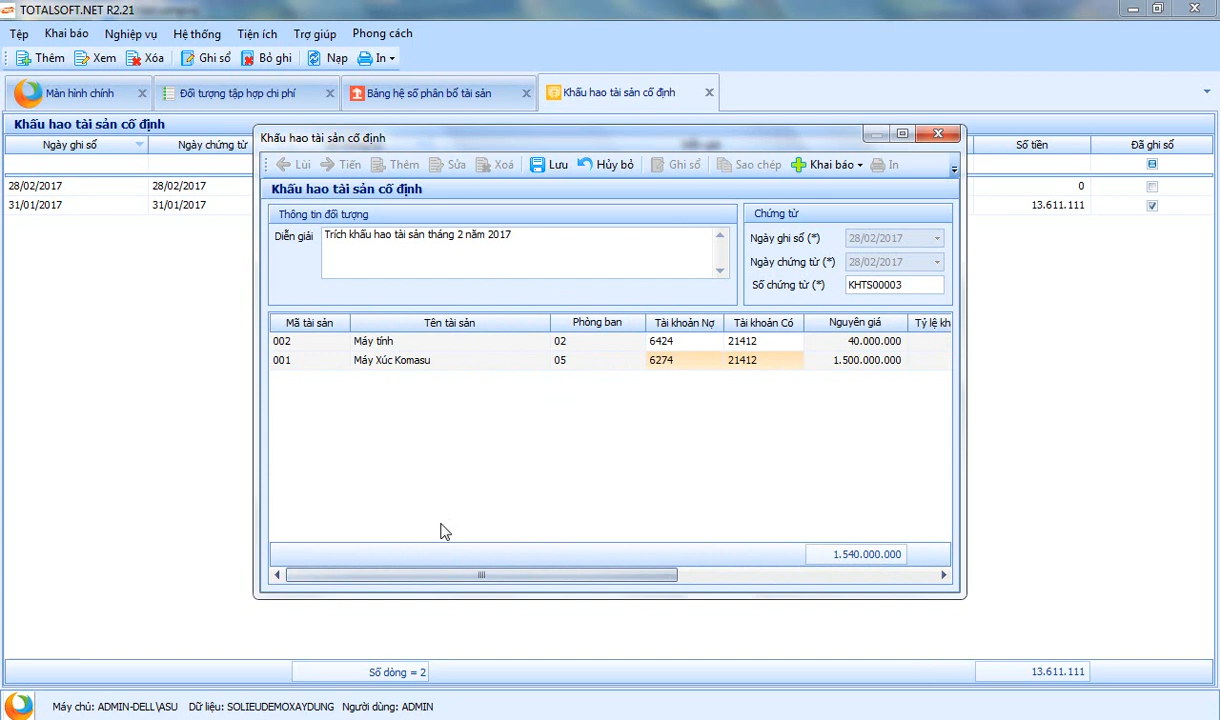 TOTALSOFT.NET R2.21
Tệp Khai báo Nghiệp vụ Hệ thống Tiện ích Trợ giúp Phong cách
Thêm Xem Xóa Ghi sổ Bỏ ghi Nạp In
Màn hình chính Đối tượng tập hợp chi phí Bảng hệ số phân bổ tài sản Khấu hao tài sản cố định
Khấu hao tài sản cố định
Ngày ghi sổ Ngày chứng từ Số tiền Đã ghi sổ
28/02/2017 28/02/2017 0
31/01/2017 31/01/2017 13.611.111
Khấu hao tài sản cố định
Lùi Tiến Thêm Sửa Xoá Lưu Hủy bỏ Ghi sổ Sao chép Khai báo In
Khấu hao tài sản cố định
Thông tin đối tượng
Diễn giải Trích khấu hao tài sản tháng 2 năm 2017
Chứng từ
Ngày ghi sổ (*) 28/02/2017
Ngày chứng từ (*) 28/02/2017
Số chứng từ (*) KHTS00003
Mã tài sản Tên tài sản Phòng ban Tài khoản Nợ Tài khoản Có Nguyên giá Tỷ lệ kh
002 Máy tính 02 6424 21412 40.000.000
001 Máy Xúc Komasu 05 6274 21412 1.500.000.000
1.540.000.000
Số dòng = 2 13.611.111
Máy chủ: ADMIN-DELL\ASU Dữ liệu: SOLIEUDEMOXAYDUNG Người dùng: ADMIN